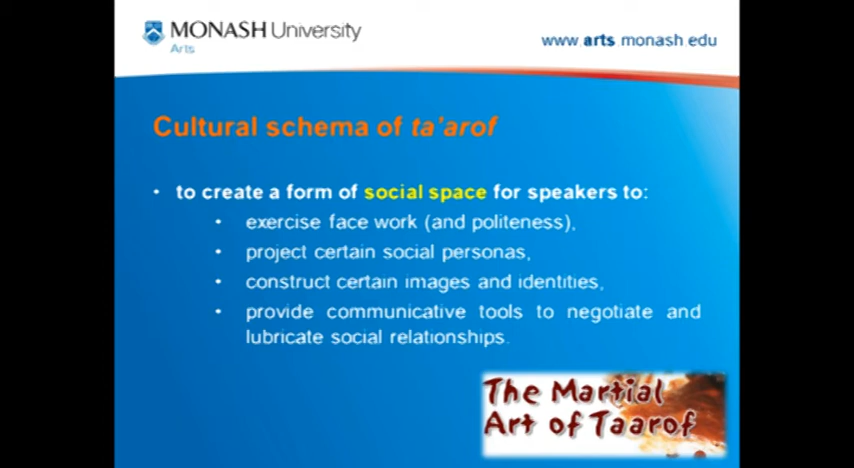 MONASH University
Arts
www.arts.monash.edu
Cultural schema of ta'arof
• to create a form of social space for speakers to:
• exercise face work (and politeness),
• project certain social personas,
• construct certain images and identities,
• provide communicative tools to negotiate and
lubricate social relationships.
The Martial
Art of Taarof